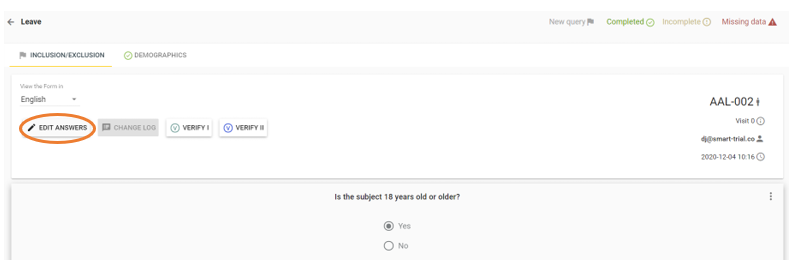 ← Leave
New query Completed Incomplete Missing data
INCLUSION/EXCLUSION DEMOGRAPHICS
View the Form in
English
AAL-002
Visit 0
EDIT ANSWERS CHANGE LOG V VERIFY I V VERIFY II
dj@smart-trial.co
2020-12-04 10:16
Is the subject 18 years old or older?
Yes
No